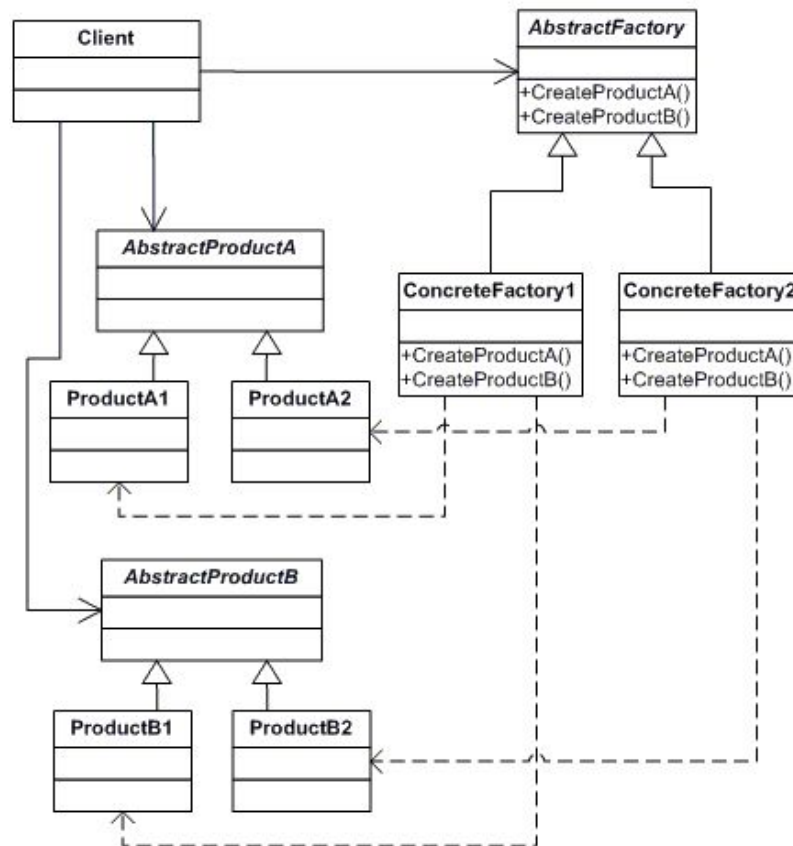 Client
AbstractFactory
+CreateProductA()
+CreateProductB()
AbstractProductA
ConcreteFactory1
+CreateProductA()
+CreateProductB()
ConcreteFactory2
+CreateProductA()
+CreateProductB()
ProductA1
ProductA2
AbstractProductB
ProductB1
ProductB2